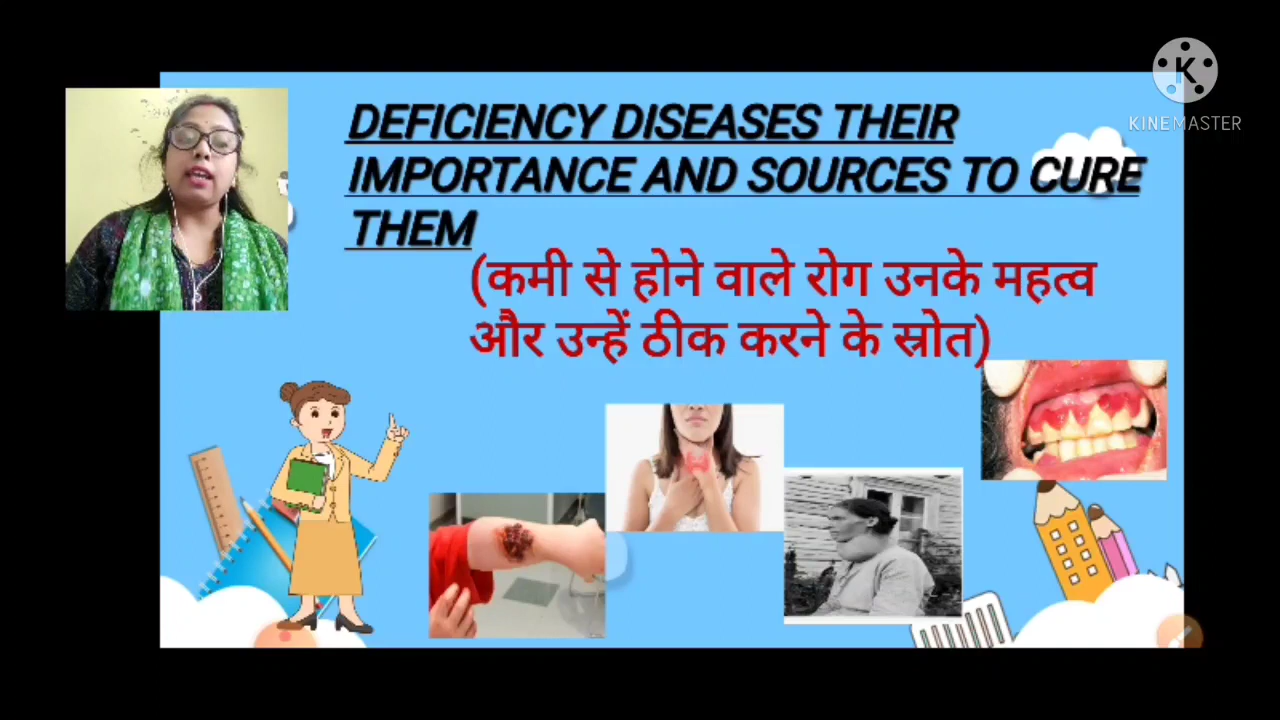 DEFICIENCY DISEASES THEIR
IMPORTANCE AND SOURCES TO CURE
THEM
(कमी से होने वाले रोग उनके महत्व
और उन्हें ठीक करने के स्रोत)
K
KINEMASTER